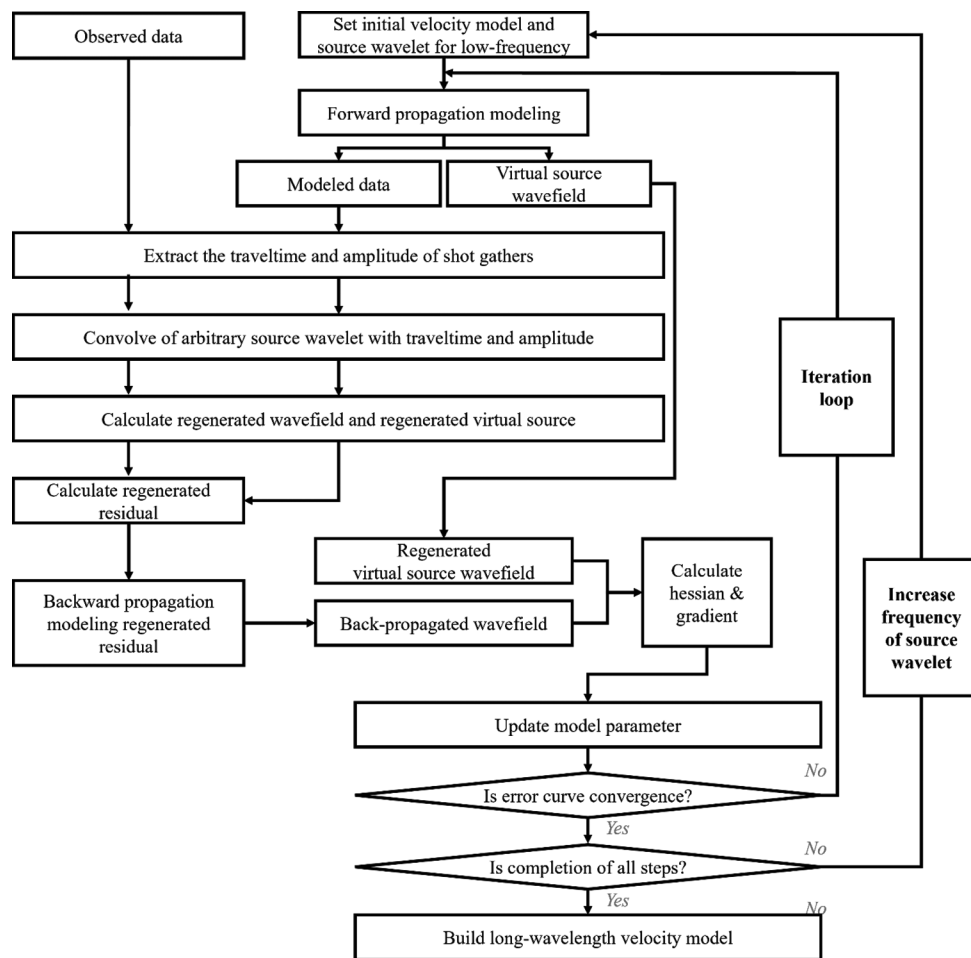 Observed data
Set initial velocity model and
source wavelet for low-frequency
Forward propagation modeling
Modeled data
Virtual source
wavefield
Extract the traveltime and amplitude of shot gathers
Convolve of arbitrary source wavelet with traveltime and amplitude
Calculate regenerated wavefield and regenerated virtual source
Calculate regenerated
residual
Backward propagation
modeling regenerated
residual
Regenerated
virtual source wavefield
Back-propagated wavefield
Calculate
hessian &
gradient
Iteration
loop
Increase
frequency
of source
wavelet
Update model parameter
No
Is error curve convergence?
Yes
No
Is completion of all steps?
Yes
No
Build long-wavelength velocity model